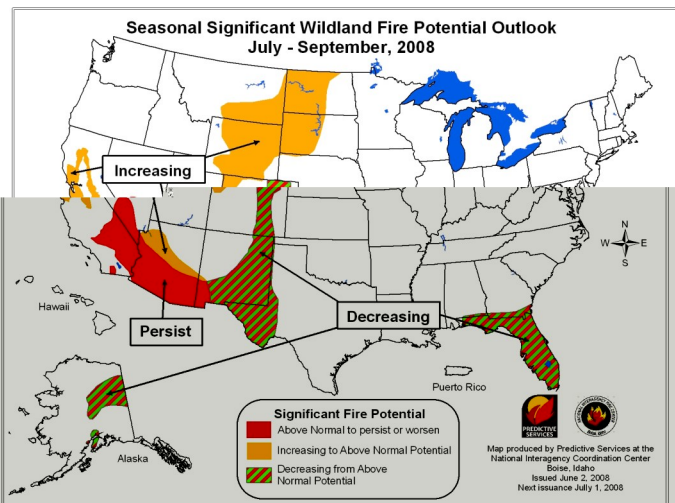 Seasonal Significant Wildland Fire Potential Outlook
July - September, 2008
Increasing
N
W E
S
Hawaii
Persist
Decreasing
Puerto Rico
Alaska
Significant Fire Potential
Above Normal to persist or worsen
Increasing to Above Normal Potential
Decreasing from Above
Normal Potential
PREDICTIVE
SERVICES
Map produced by Predictive Services at the
National Interagency Coordination Center
Boise, Idaho
Issued June 2, 2008
Next issuance Jully 1, 2008